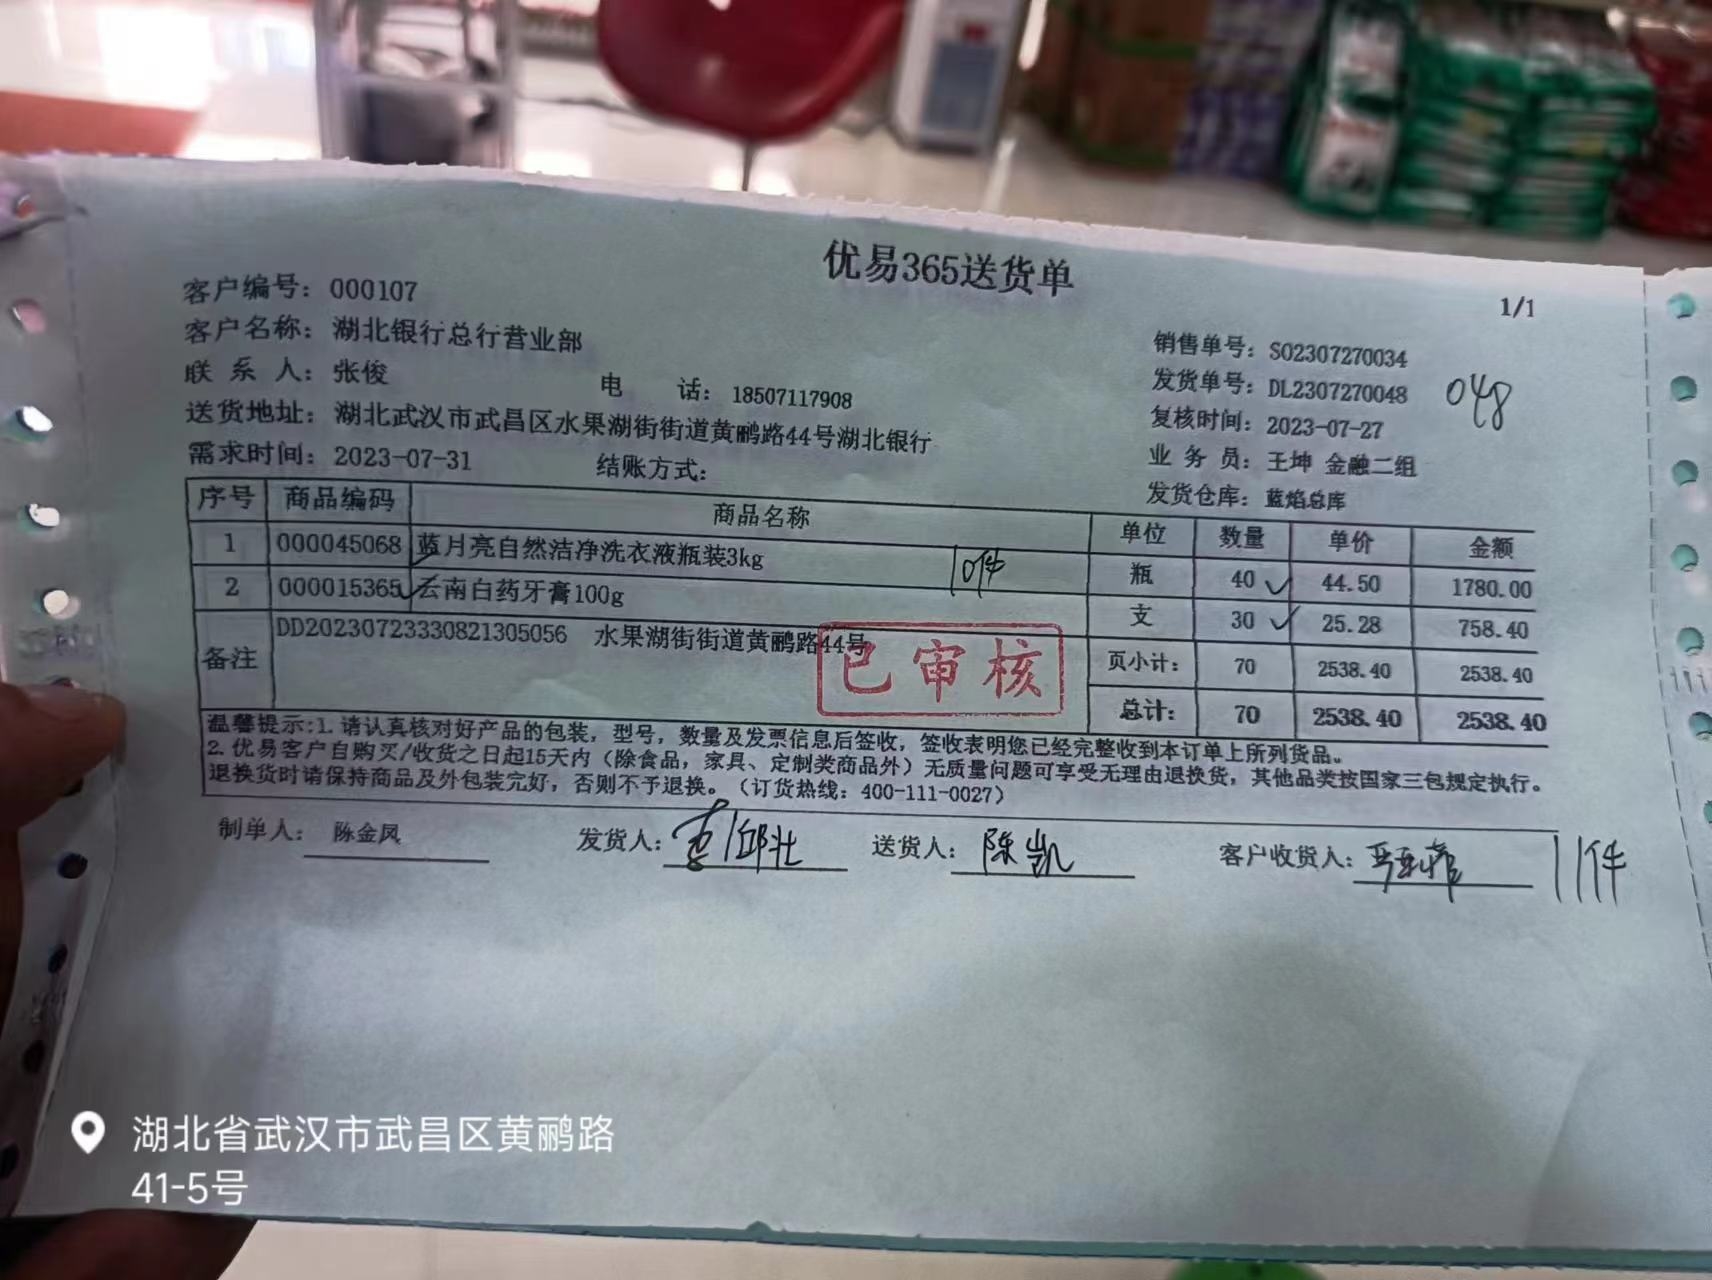 优易365送货单
1/1
客户编号：000107
客户名称：湖北银行总行营业部
销售单号：SO2307270034
联 系 人：张俊 电 话：18507117908
发货单号：DL2307270048 048
送货地址：湖北武汉市武昌区水果湖街街道黄鹂路44号湖北银行
复核时间：2023-07-27
需求时间：2023-07-31 结账方式：
业 务 员：王坤 金融二组
发货仓库：蓝焰总库
序号 商品编码 商品名称 单位 数量 单价 金额
1 000045068 蓝月亮自然洁净洗衣液瓶装3kg 10件 瓶 40 44.50 1780.00
2 000015365 云南白药牙膏100g 支 30 25.28 758.40
备注 DD20230723330821305056 水果湖街街道黄鹂路44号
已审核
页小计： 70 2538.40 2538.40
总计： 70 2538.40 2538.40
温馨提示:1.请认真核对好产品的包装，型号，数量及发票信息后签收，签收表明您已经完整收到本订单上所列货品。
2.优易客户自购买/收货之日起15天内（除食品，家具、定制类商品外）无质量问题可享受无理由退换货，其他品类按国家三包规定执行。
退换货时请保持商品及外包装完好，否则不予退换。（订货热线：400-111-0027）
制单人： 陈金凤 发货人： 送货人：陈凯 客户收货人： 11件
湖北省武汉市武昌区黄鹂路
41-5号